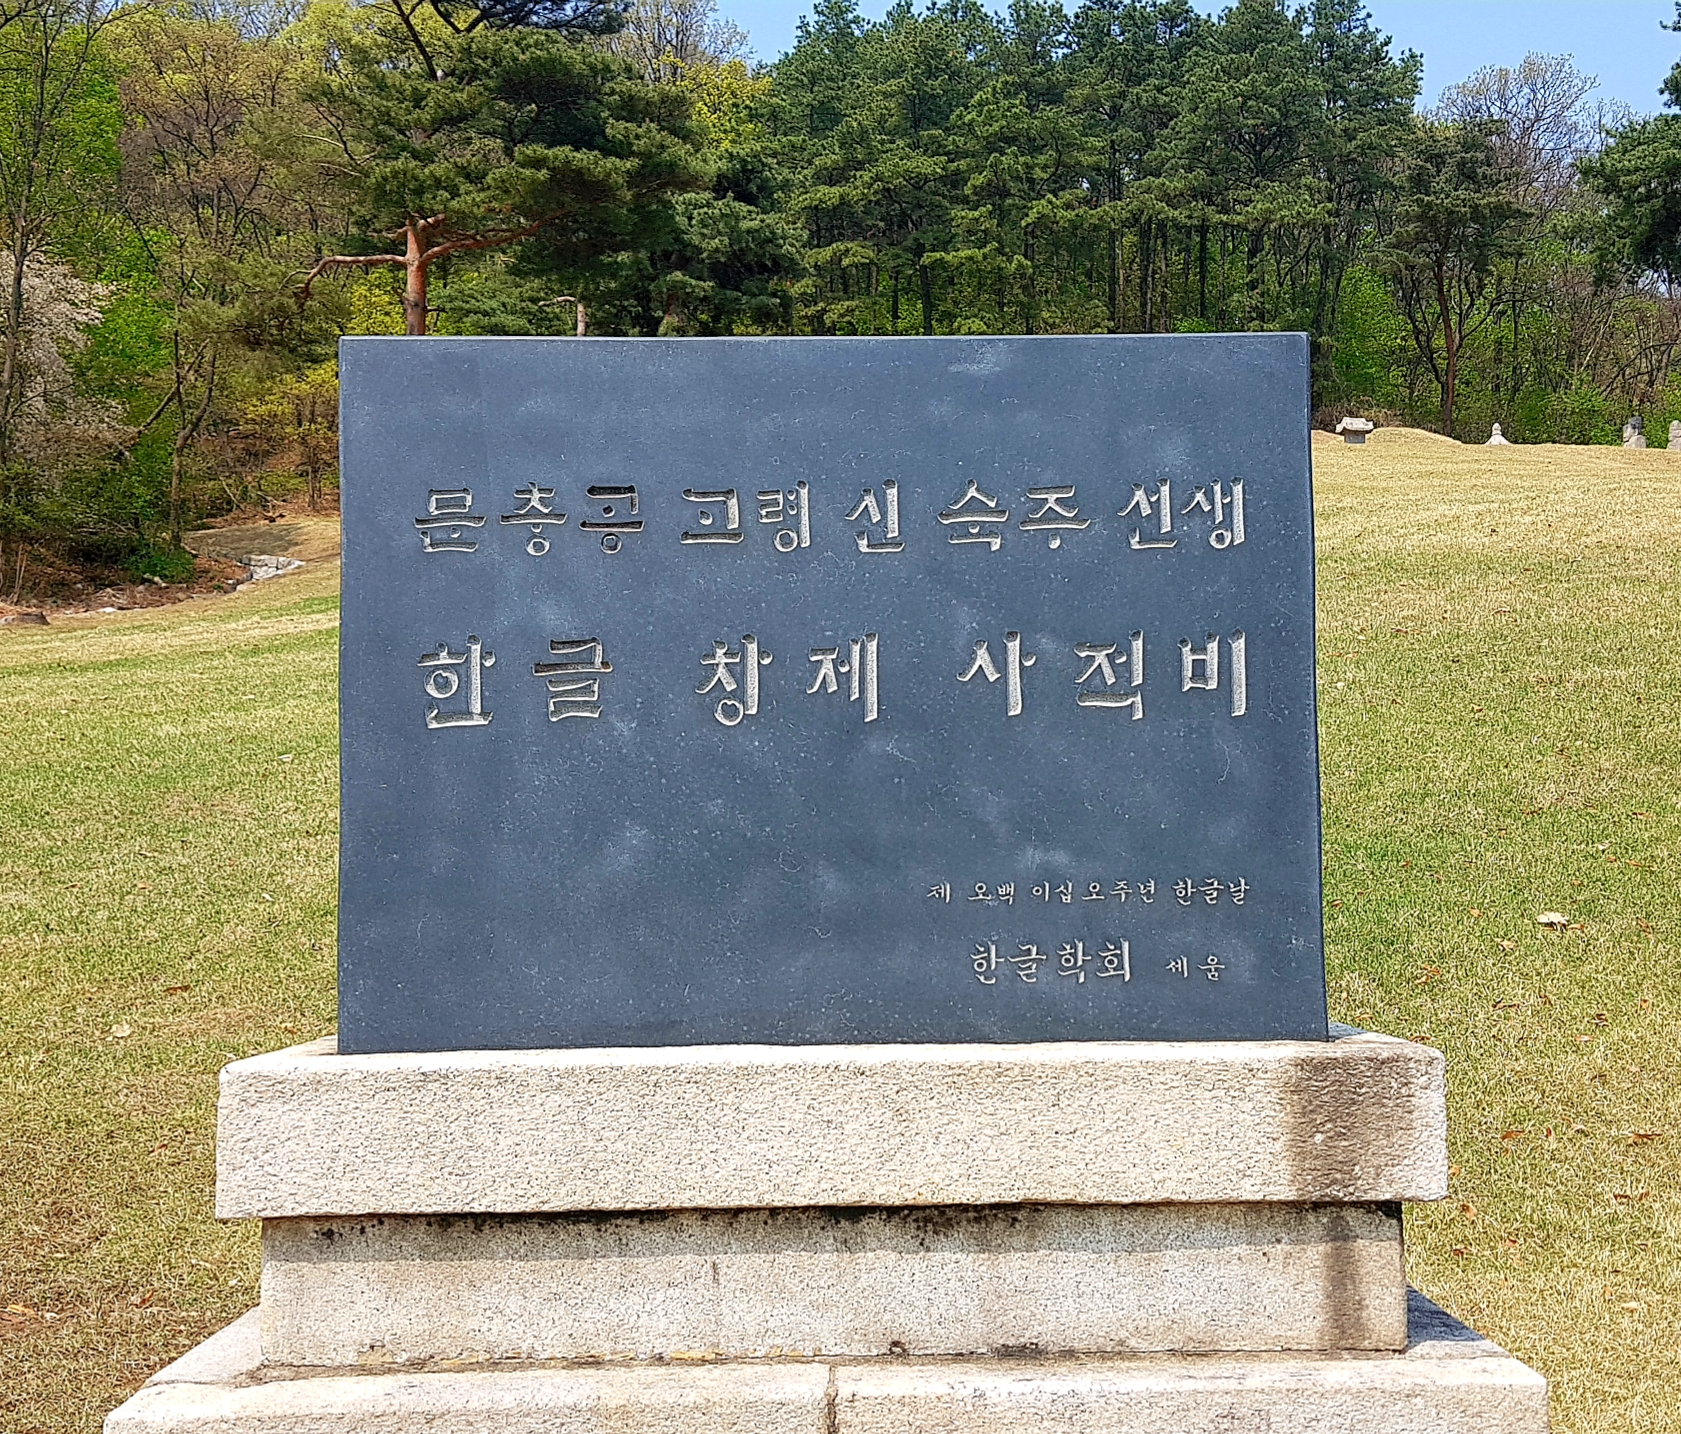 문충공 고령 신 숙주 선생
한글 창제 사적비
제 오백 이십오주년 한글날
한글학회 세움